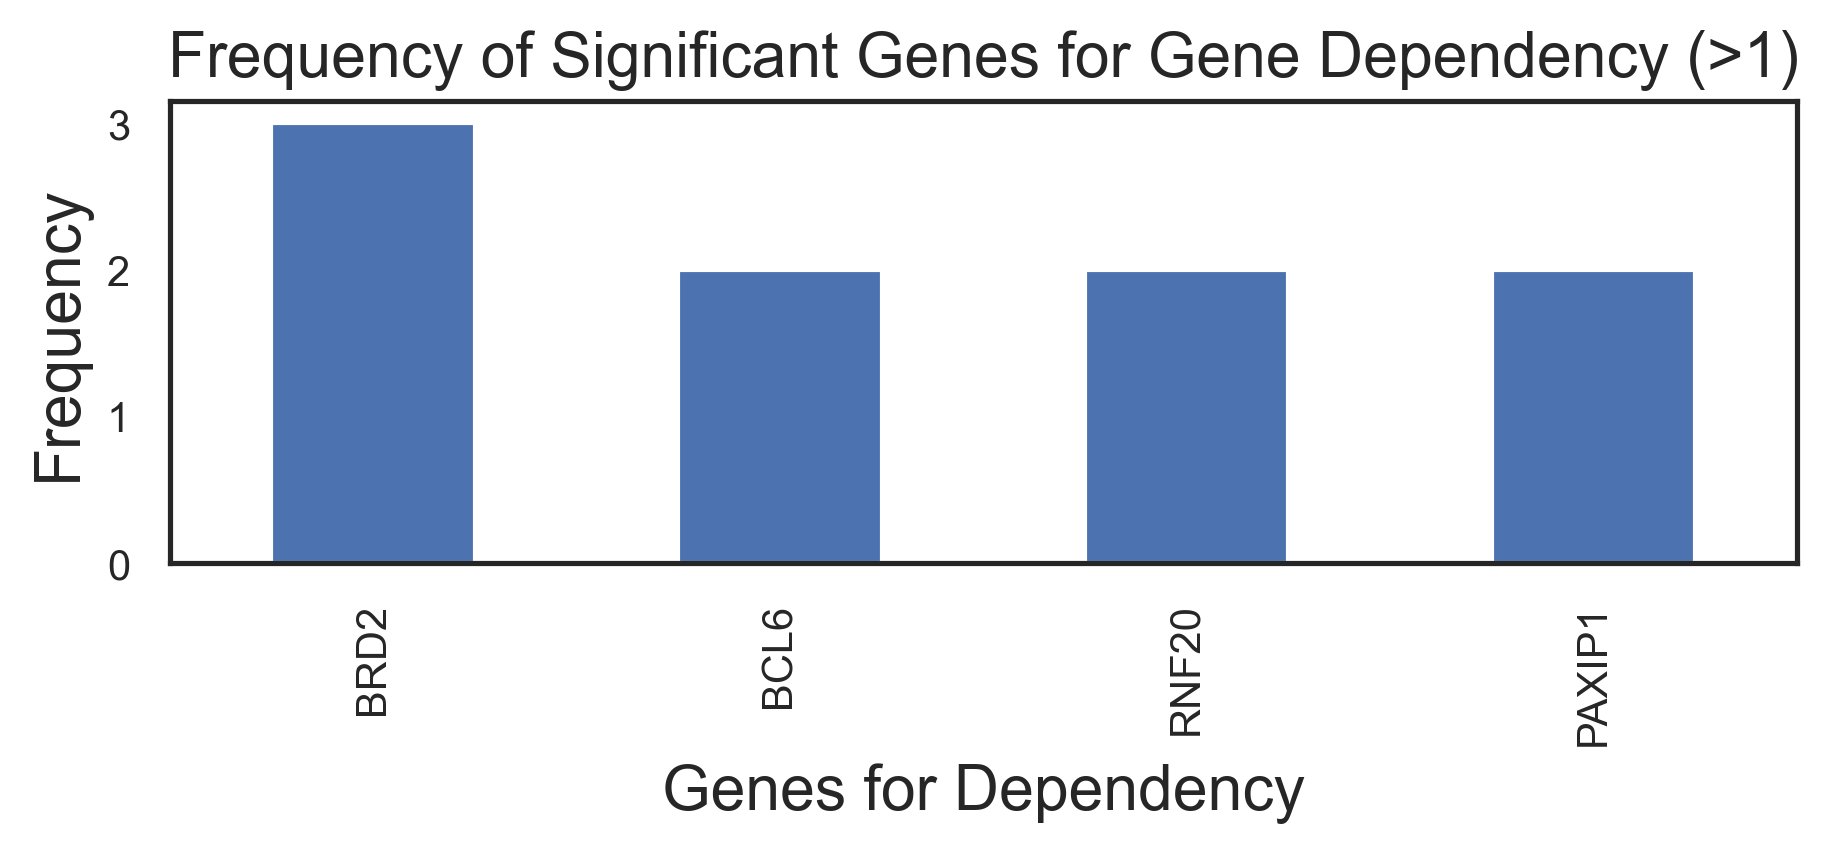 Frequency of Significant Genes for Gene Dependency (>1)
Frequency
3
2
1
0
BRD2
BCL6
RNF20
PAXIP1
Genes for Dependency